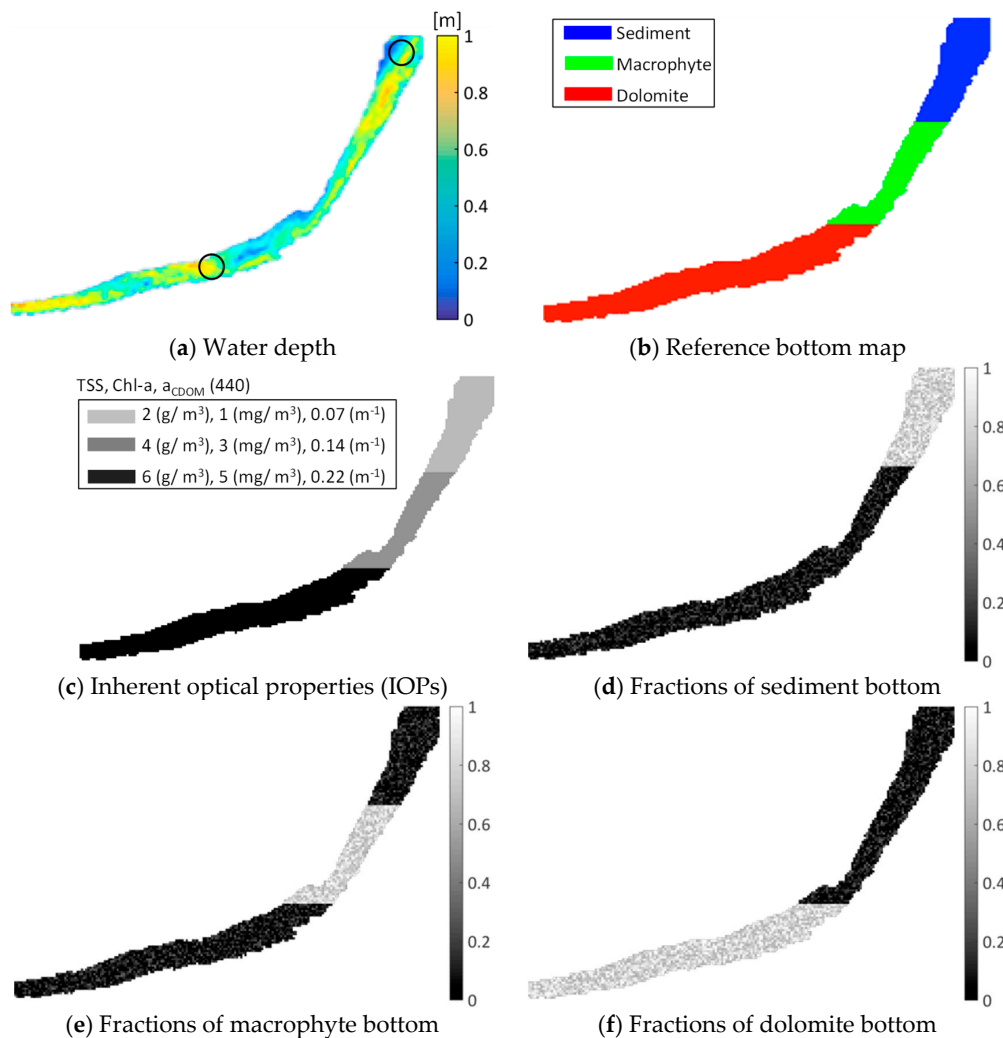 [m]
1
0.8
0.6
0.4
0.2
0
(a) Water depth
Sediment
Macrophyte
Dolomite
(b) Reference bottom map
TSS, Chl-a, aCDOM (440)
2 (g/ m³), 1 (mg/ m³), 0.07 (m⁻¹)
4 (g/ m³), 3 (mg/ m³), 0.14 (m⁻¹)
6 (g/ m³), 5 (mg/ m³), 0.22 (m⁻¹)
(c) Inherent optical properties (IOPs)
1
0.8
0.6
0.4
0.2
0
(d) Fractions of sediment bottom
1
0.8
0.6
0.4
0.2
0
(e) Fractions of macrophyte bottom
1
0.8
0.6
0.4
0.2
0
(f) Fractions of dolomite bottom